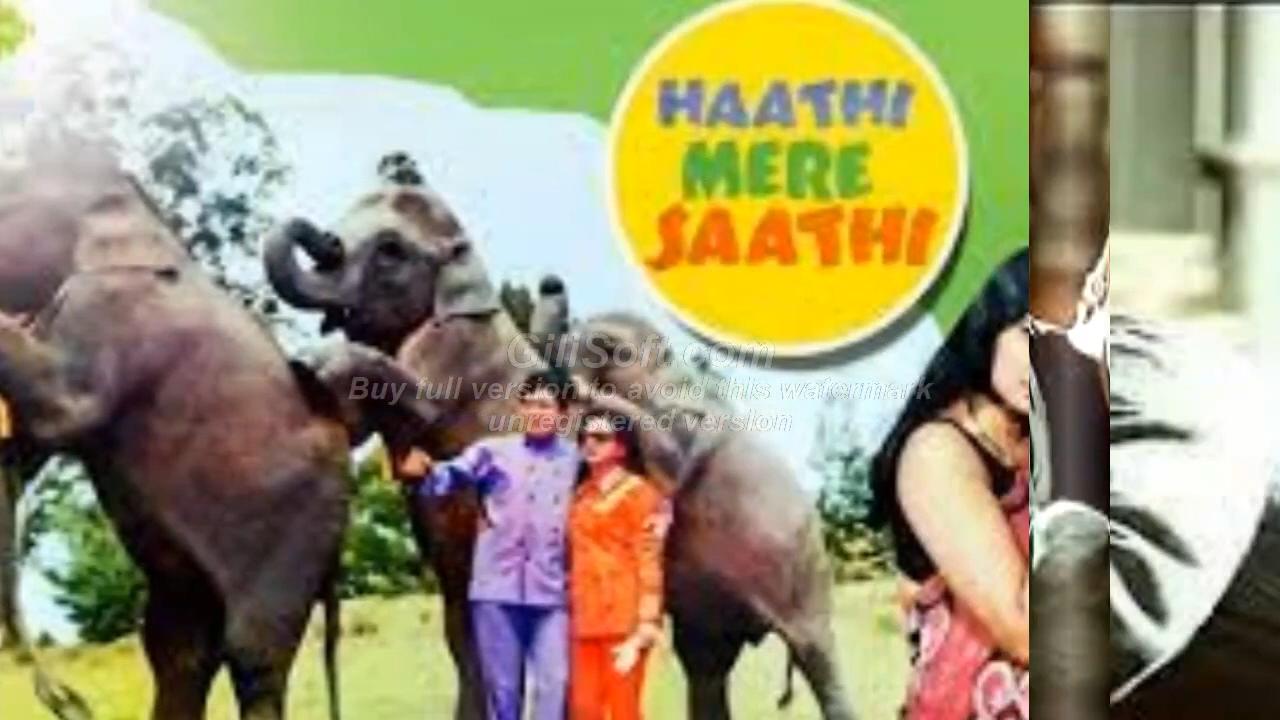 HAATHI
MERE
SAATHI
GiliSoft.com
Buy full version to avoid this watermark
unregistered version